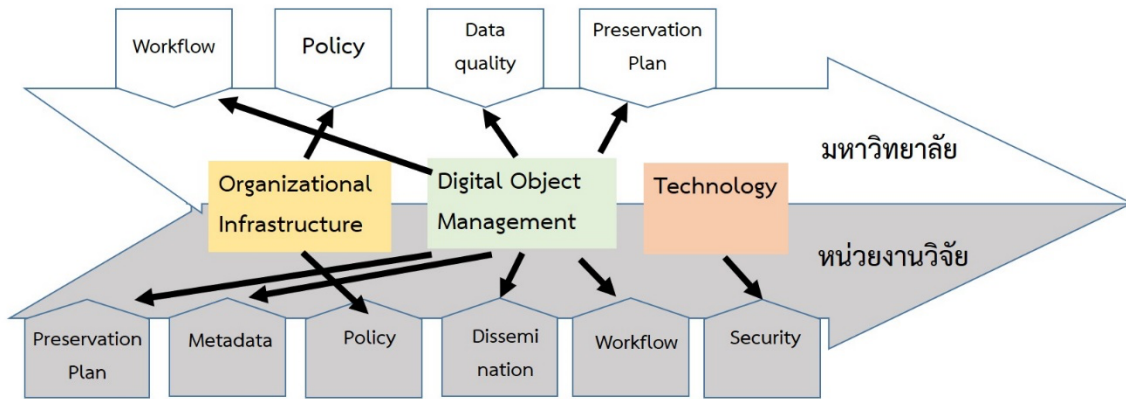 Workflow
Policy
Data
quality
Preservation
Plan
มหาวิทยาลัย
Organizational
Infrastructure
Digital Object
Management
Technology
หน่วยงานวิจัย
Preservation
Plan
Metadata
Policy
Dissemi
nation
Workflow
Security